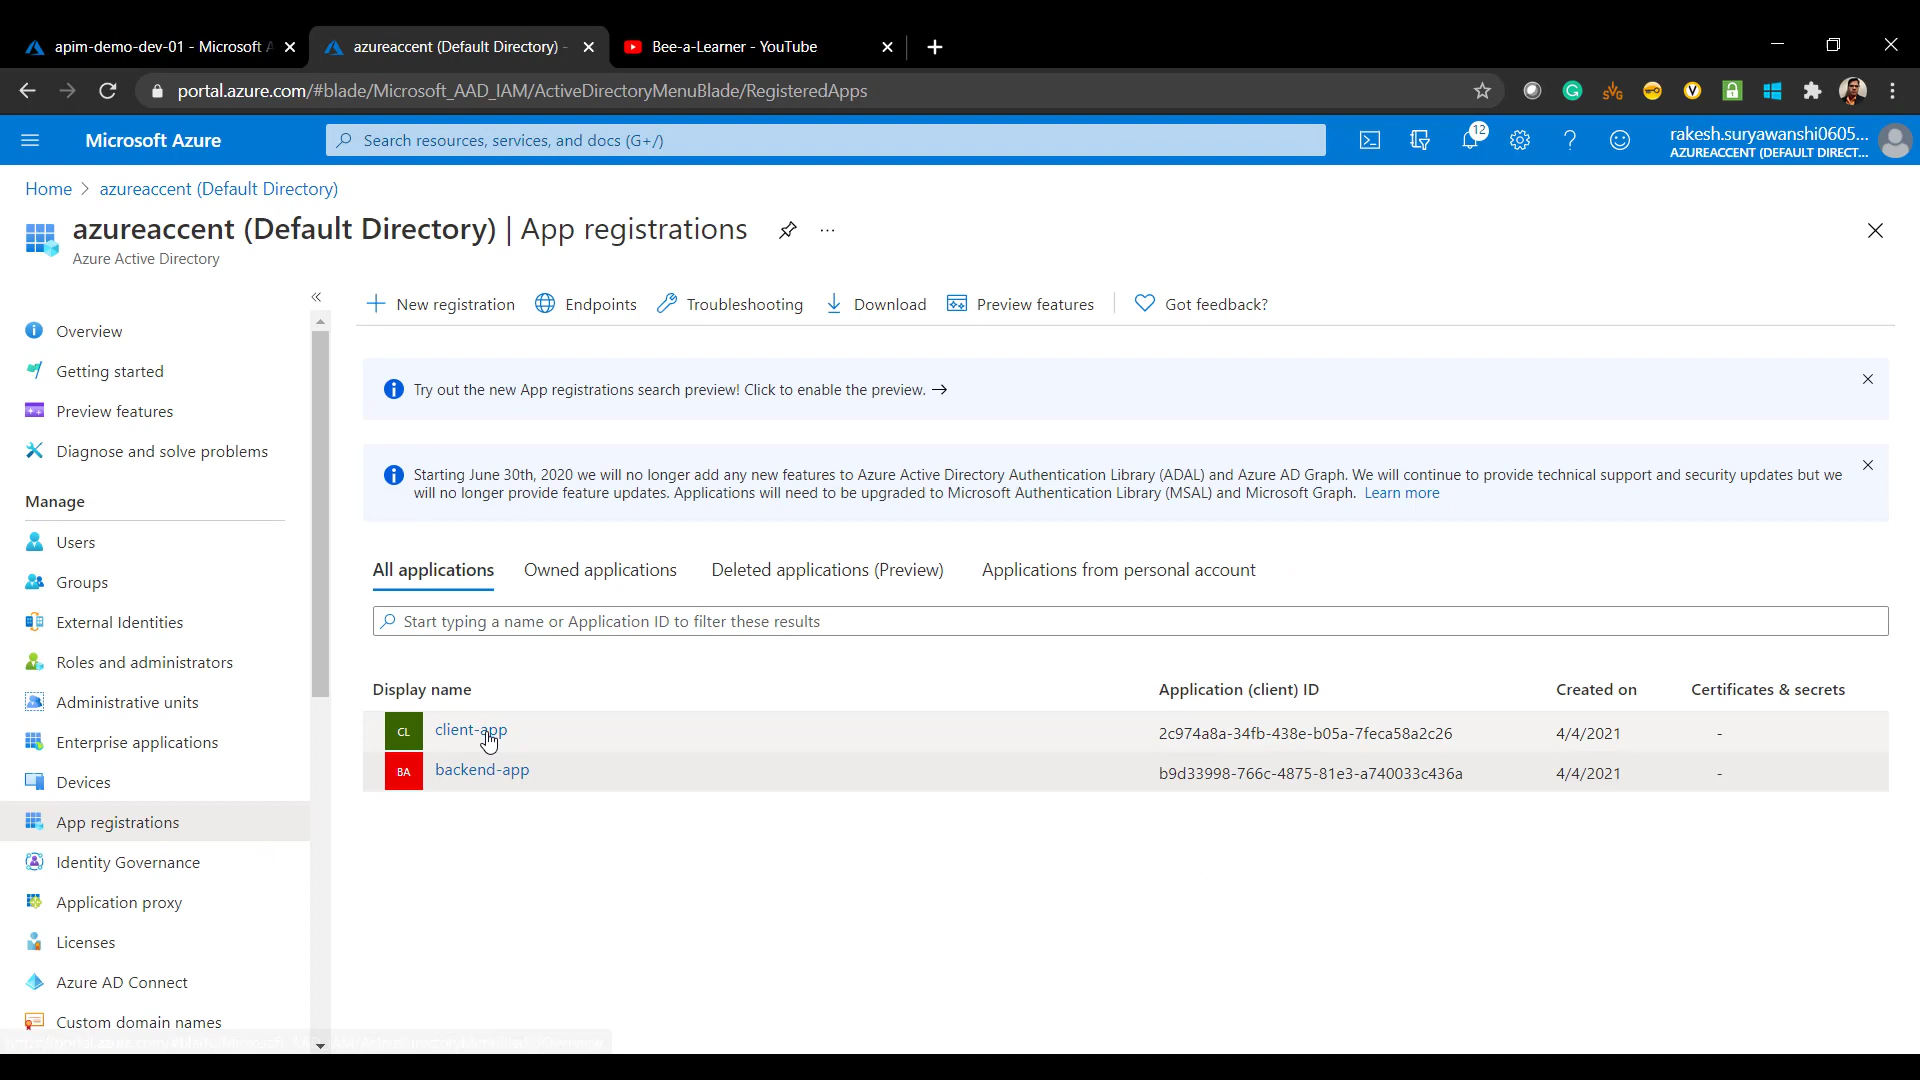 apim-demo-dev-01 - Microsoft A
azureaccent (Default Directory) -
Bee-a-Learner - YouTube
portal.azure.com/#blade/Microsoft_AAD_IAM/ActiveDirectoryMenuBlade/RegisteredApps
Microsoft Azure
Search resources, services, and docs (G+/)
12
rakesh.suryawanshi0605...
AZUREACCENT (DEFAULT DIRECT...
Home > azureaccent (Default Directory)
azureaccent (Default Directory) | App registrations
Azure Active Directory
New registration
Endpoints
Troubleshooting
Download
Preview features
Got feedback?
Overview
Getting started
Preview features
Diagnose and solve problems
Manage
Users
Groups
External Identities
Roles and administrators
Administrative units
Enterprise applications
Devices
App registrations
Identity Governance
Application proxy
Licenses
Azure AD Connect
Custom domain names
Try out the new App registrations search preview! Click to enable the preview. →
Starting June 30th, 2020 we will no longer add any new features to Azure Active Directory Authentication Library (ADAL) and Azure AD Graph. We will continue to provide technical support and security updates but we
will no longer provide feature updates. Applications will need to be upgraded to Microsoft Authentication Library (MSAL) and Microsoft Graph. Learn more
All applications
Owned applications
Deleted applications (Preview)
Applications from personal account
Start typing a name or Application ID to filter these results
Display name
Application (client) ID
Created on
Certificates & secrets
CL client-app 2c974a8a-34fb-438e-b05a-7feca58a2c26 4/4/2021 -
BA backend-app b9d33998-766c-4875-81e3-a740033c436a 4/4/2021 -